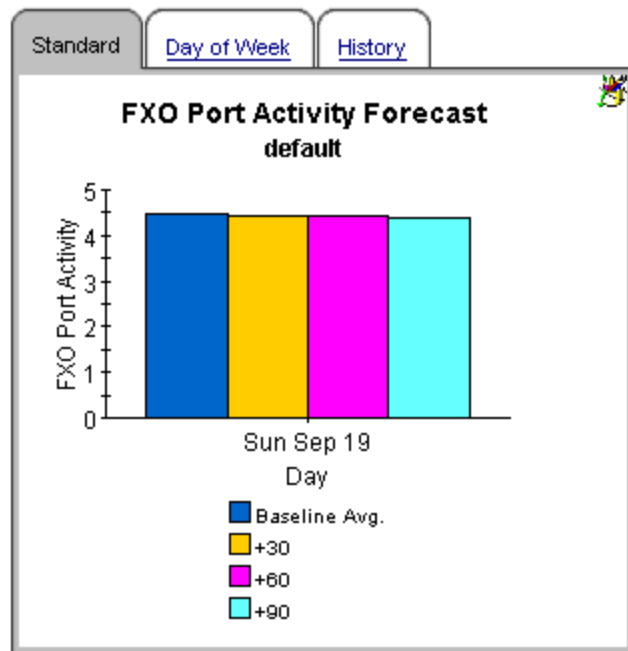 Standard
Day of Week
History
FXO Port Activity Forecast
default
FXO Port Activity
5
4
3
2
1
0
Sun Sep 19
Day
Baseline Avg.
+30
+60
+90